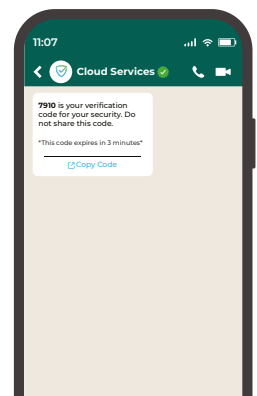 11:07
Cloud Services
7910 is your verification
code for your security. Do
not share this code.
*This code expires in 3 minutes*
Copy Code